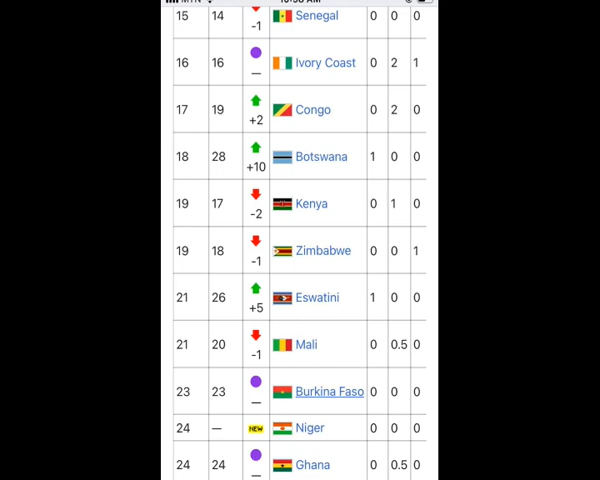 15 14 -1 Senegal 0 0 0
16 16 — Ivory Coast 0 2 1
17 19 +2 Congo 0 2 0
18 28 +10 Botswana 1 0 0
19 17 -2 Kenya 0 1 0
19 18 -1 Zimbabwe 0 0 1
21 26 +5 Eswatini 1 0 0
21 20 -1 Mali 0 0.5 0
23 23 — Burkina Faso 0 0 0
24 — NEW Niger 0 0 0
24 24 — Ghana 0 0.5 0